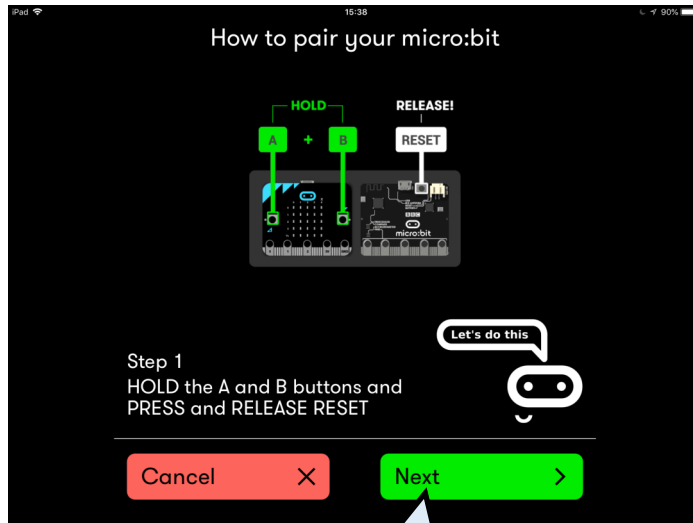 iPad 15:38 90%
How to pair your micro:bit
HOLD RELEASE!
A + B RESET
BBC
micro:bit
Let's do this
Step 1
HOLD the A and B buttons and
PRESS and RELEASE RESET
Cancel Next